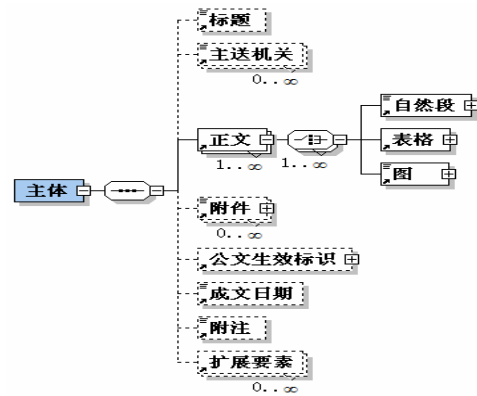 标题
主送机关
0..∞
自然段
正文
表格
1..∞
1..∞
图
主体
附件
0..∞
公文生效标识
成文日期
附注
扩展要素
0..∞